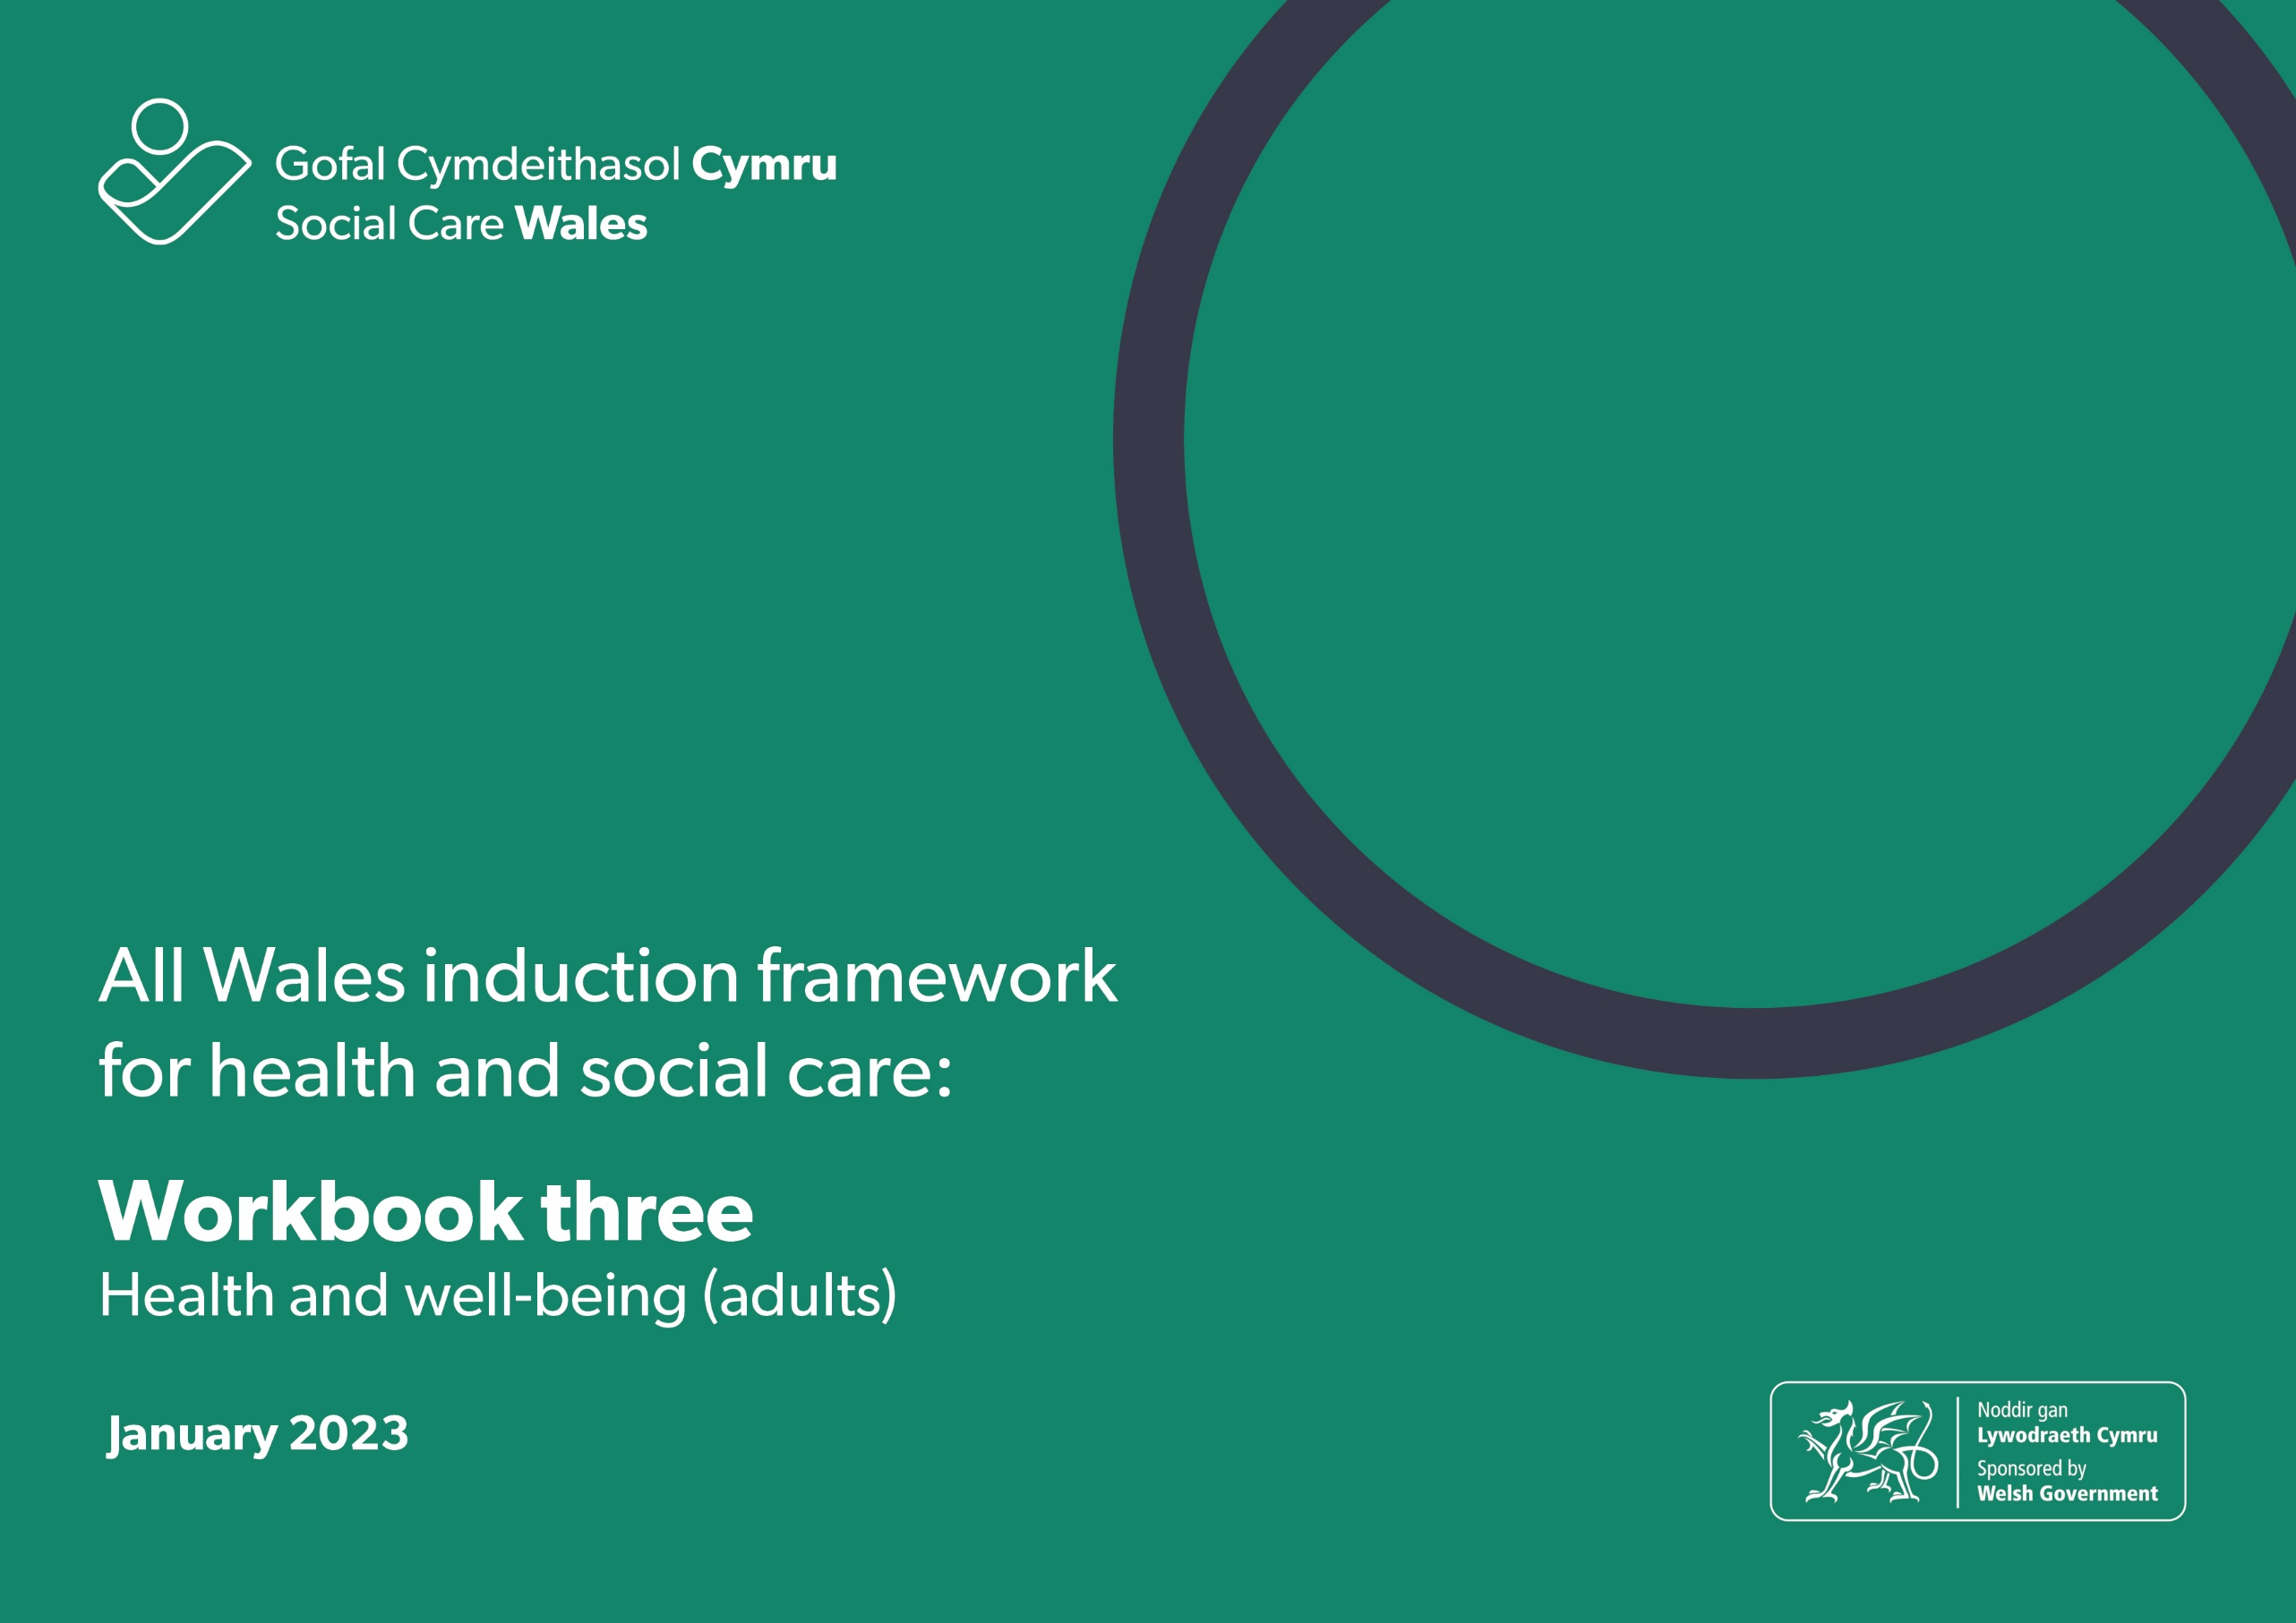 Gofal Cymdeithasol Cymru
Social Care Wales
All Wales induction framework
for health and social care:
Workbook three
Health and well-being (adults)
January 2023
Noddir gan
Lywodraeth Cymru
Sponsored by
Welsh Government